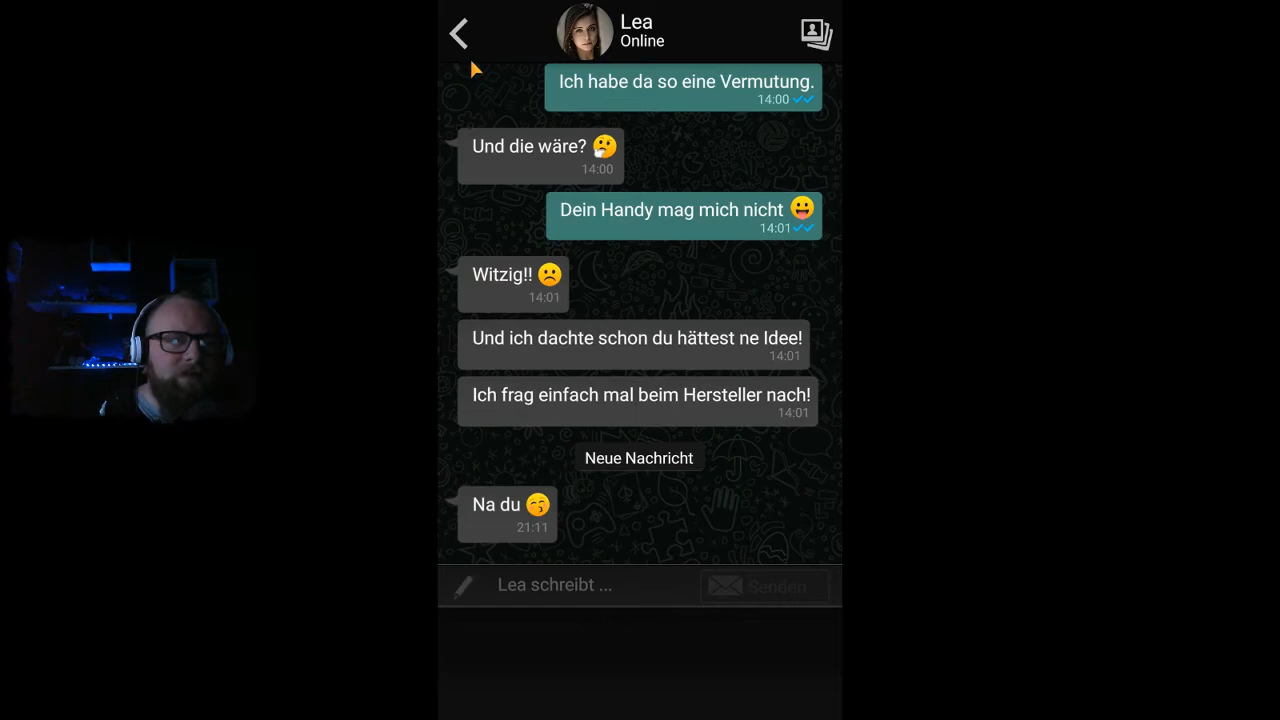 Lea
Online
Ich habe da so eine Vermutung.
14:00
Und die wäre? 🤔
14:00
Dein Handy mag mich nicht 😛
14:01
Witzig!! ☹️
14:01
Und ich dachte schon du hättest ne Idee!
14:01
Ich frag einfach mal beim Hersteller nach!
14:01
Neue Nachricht
Na du 😚
21:11
Lea schreibt ...
Senden